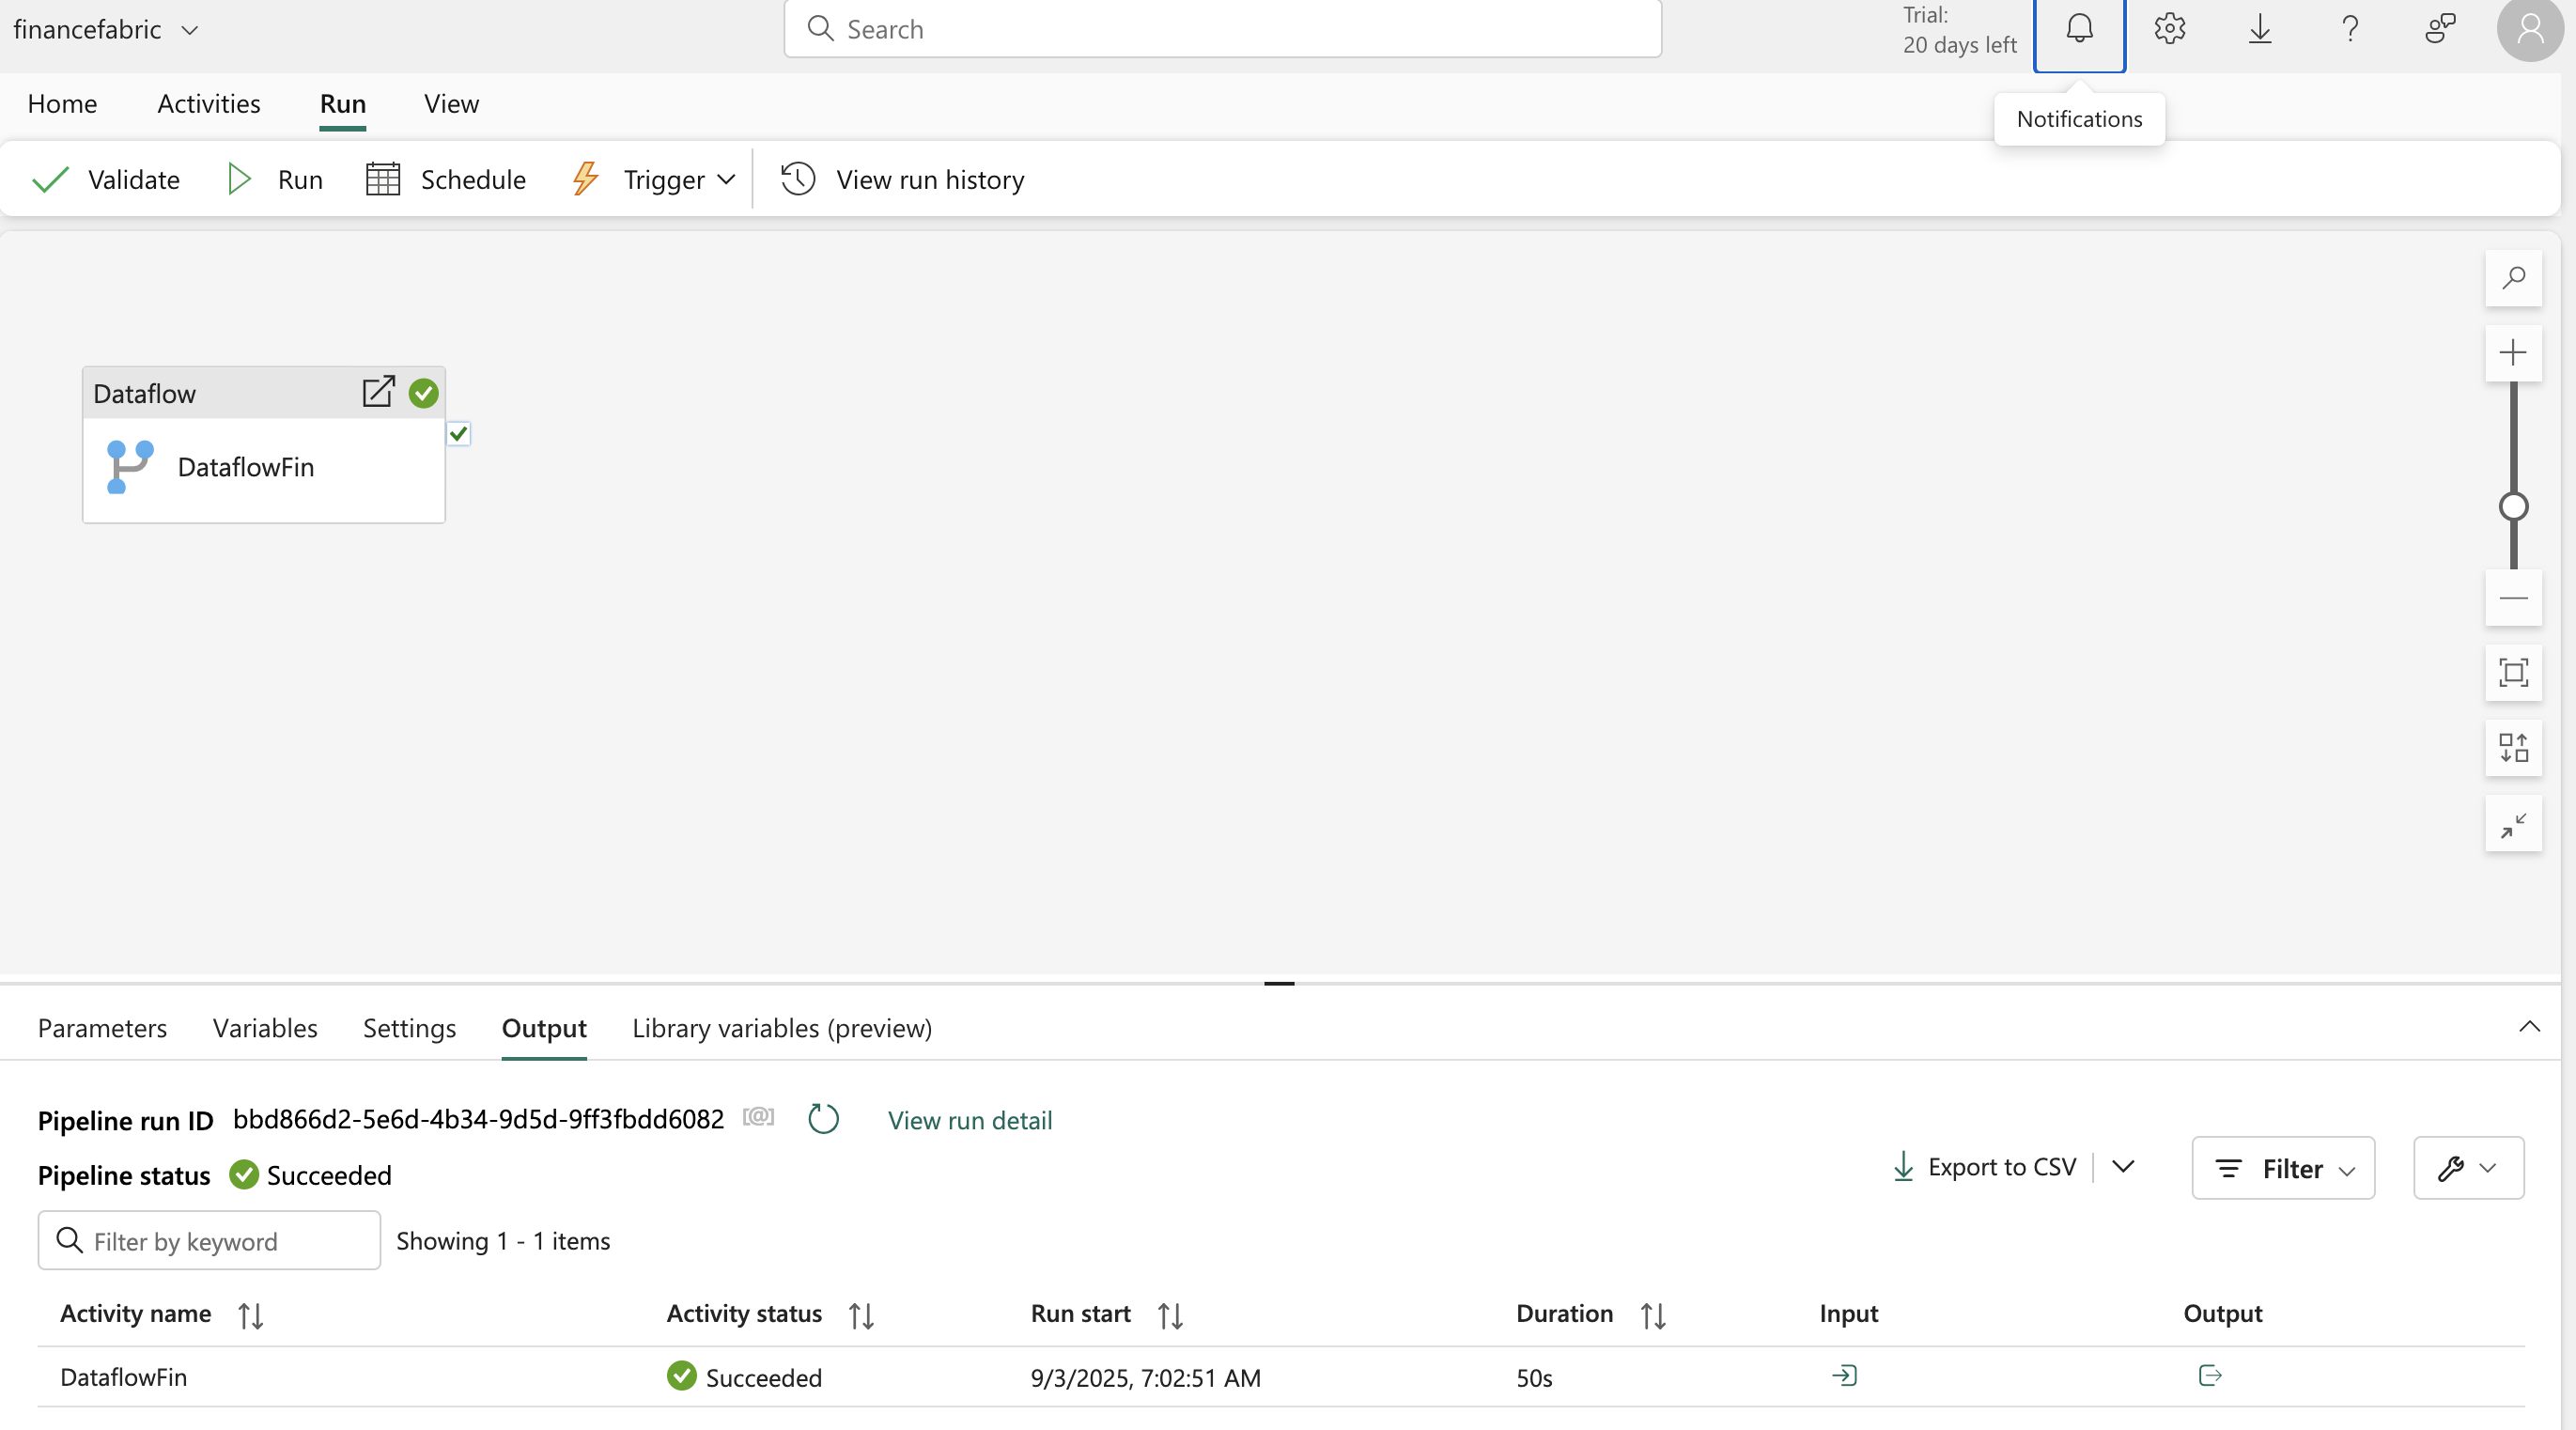 financefabric
Search
Trial:
20 days left
Home Activities Run View
Notifications
Validate Run Schedule Trigger View run history
Dataflow
DataflowFin
Parameters Variables Settings Output Library variables (preview)
Pipeline run ID bbd866d2-5e6d-4b34-9d5d-9ff3fbdd6082 [@] View run detail
Pipeline status Succeeded
Export to CSV Filter
Filter by keyword Showing 1 - 1 items
Activity name Activity status Run start Duration Input Output
DataflowFin Succeeded 9/3/2025, 7:02:51 AM 50s